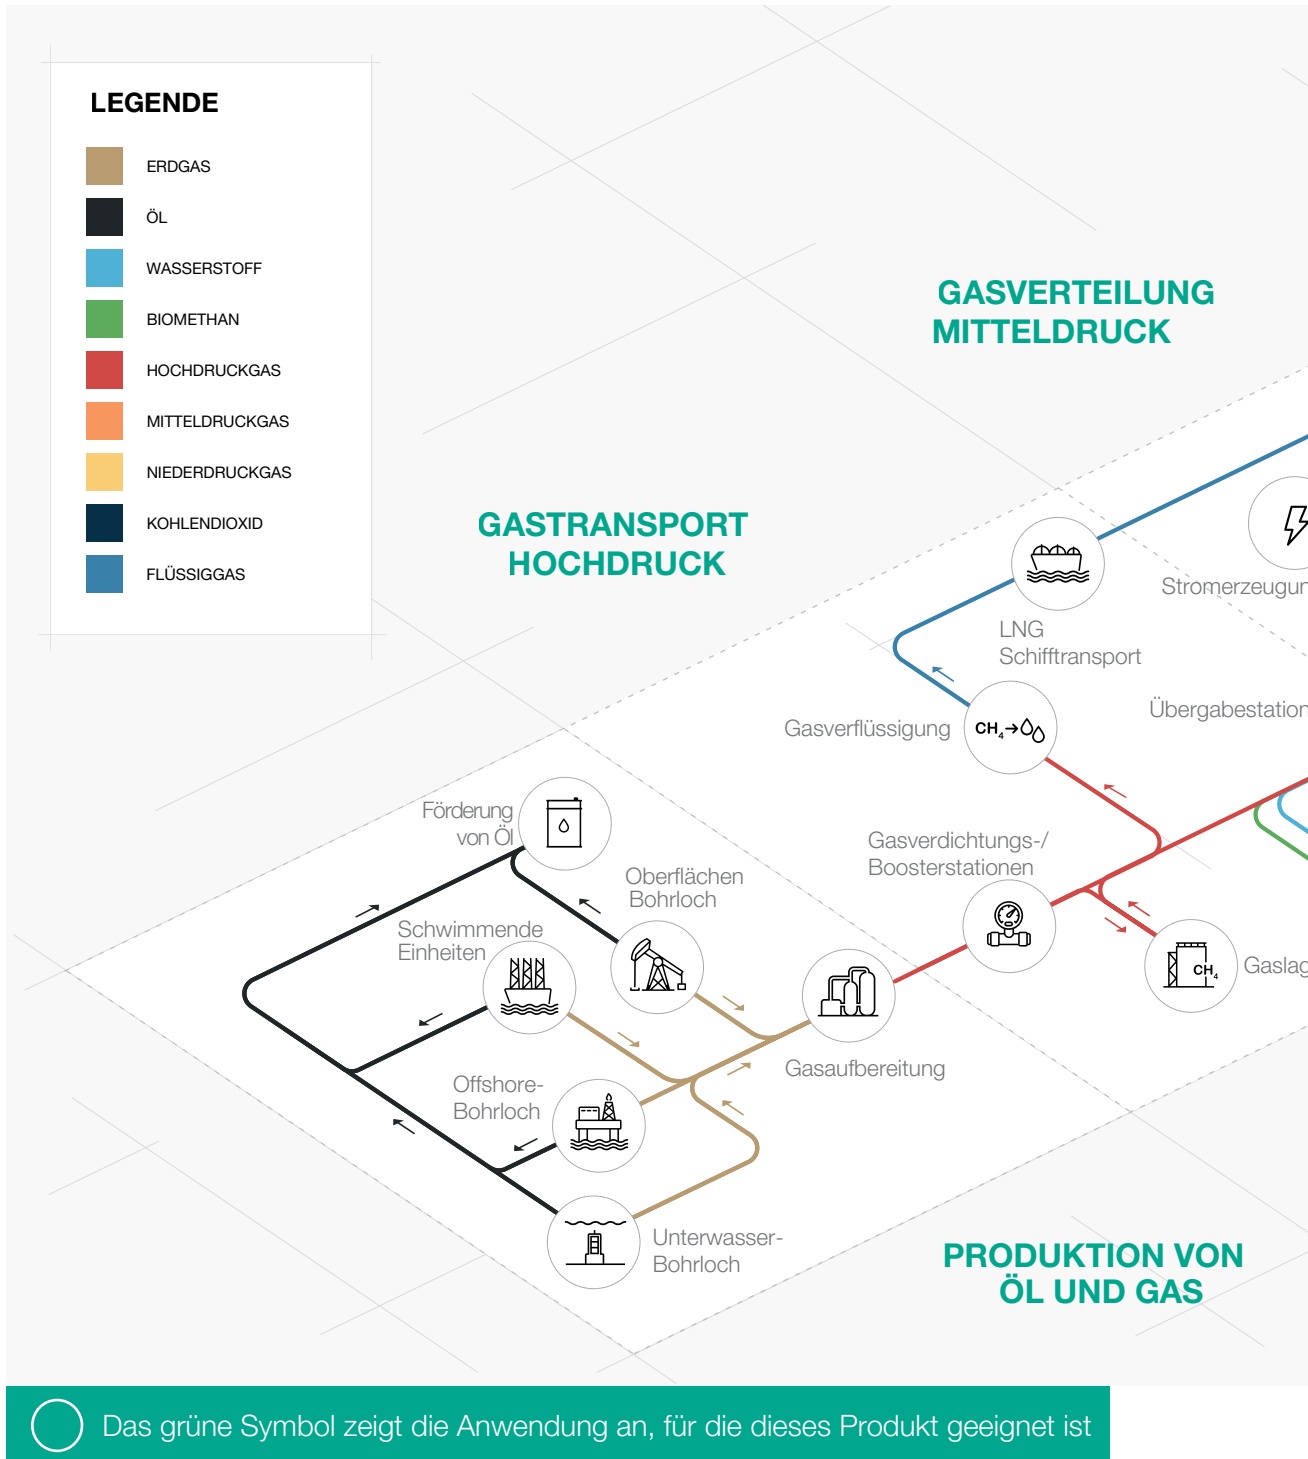 LEGENDE
ERDGAS
ÖL
WASSERSTOFF
BIOMETHAN
HOCHDRUCKGAS
MITTELDRUCKGAS
NIEDERDRUCKGAS
KOHLENDIOXID
FLÜSSIGGAS
GASVERTEILUNG
MITTELDRUCK
GASTRANSPORT
HOCHDRUCK
Stromerzeugun
LNG
Schifftransport
Übergabestation
Gasverflüssigung
CH₄→
Förderung
von Öl
Gasverdichtungs-/
Boosterstationen
Oberflächen
Bohrloch
Schwimmende
Einheiten
CH₄
Gaslag
Gasaufbereitung
Offshore-
Bohrloch
Unterwasser-
Bohrloch
PRODUKTION VON
ÖL UND GAS
Das grüne Symbol zeigt die Anwendung an, für die dieses Produkt geeignet ist